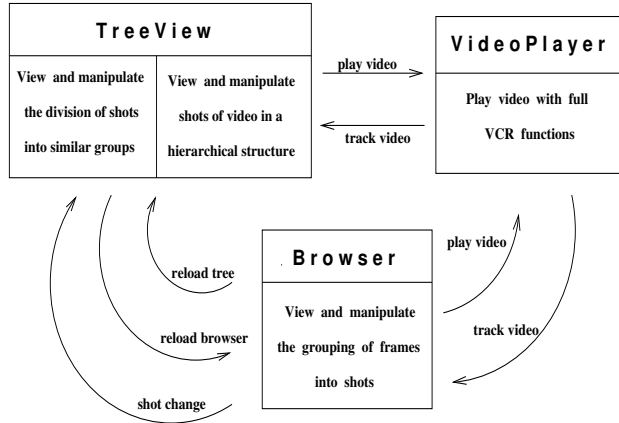 TreeView
View and manipulate
the division of shots
into similar groups
View and manipulate
shots of video in a
hierarchical structure
play video
track video
VideoPlayer
Play video with full
VCR functions
Browser
View and manipulate
the grouping of frames
into shots
reload tree
reload browser
shot change
play video
track video